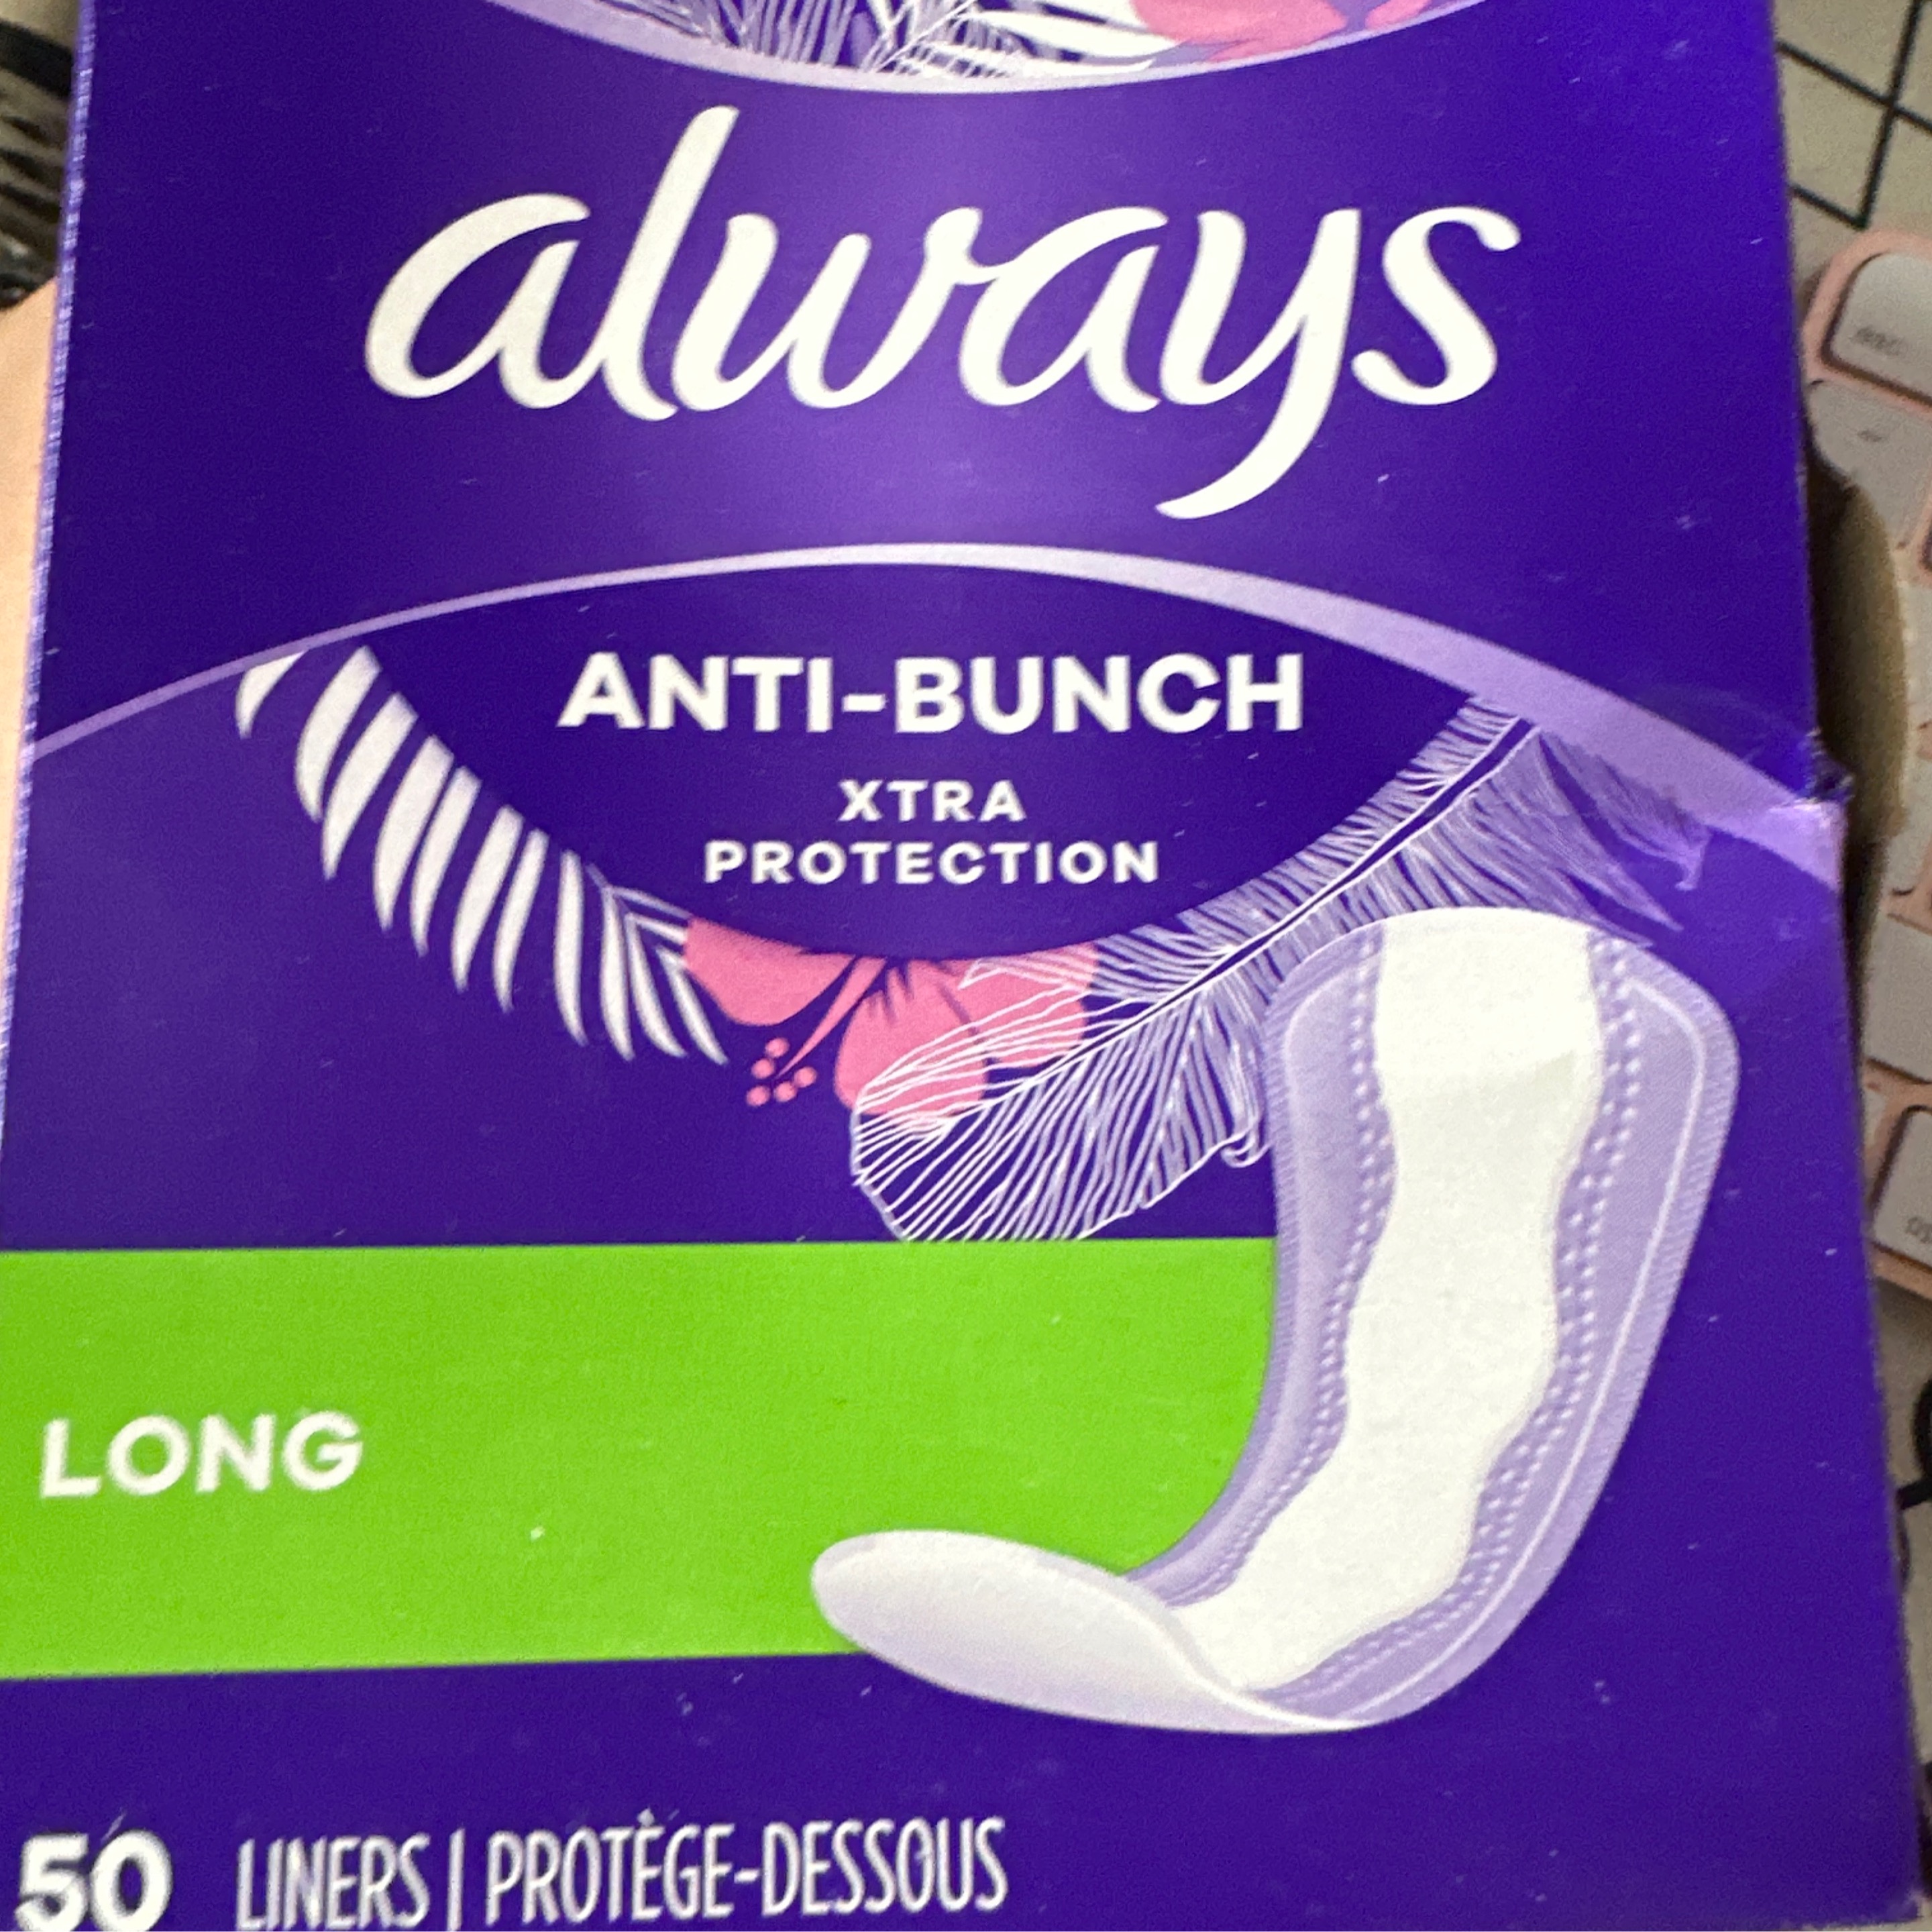 always
ANTI-BUNCH
XTRA
PROTECTION
LONG
50 LINERS | PROTÈGE-DESSOUS